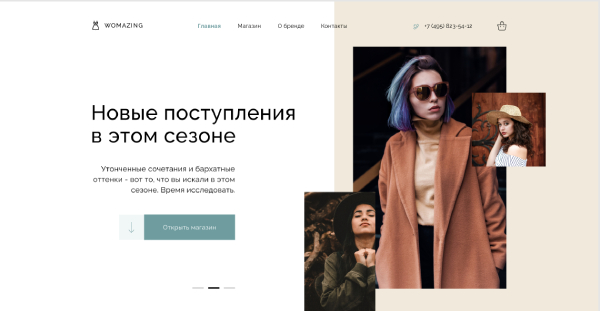 WOMAZING
Главная Магазин О бренде Контакты
+7 (495) 823-54-12
Новые поступления
в этом сезоне
Утонченные сочетания и бархатные
оттенки - вот то, что вы искали в этом
сезоне. Время исследовать.
Открыть магазин